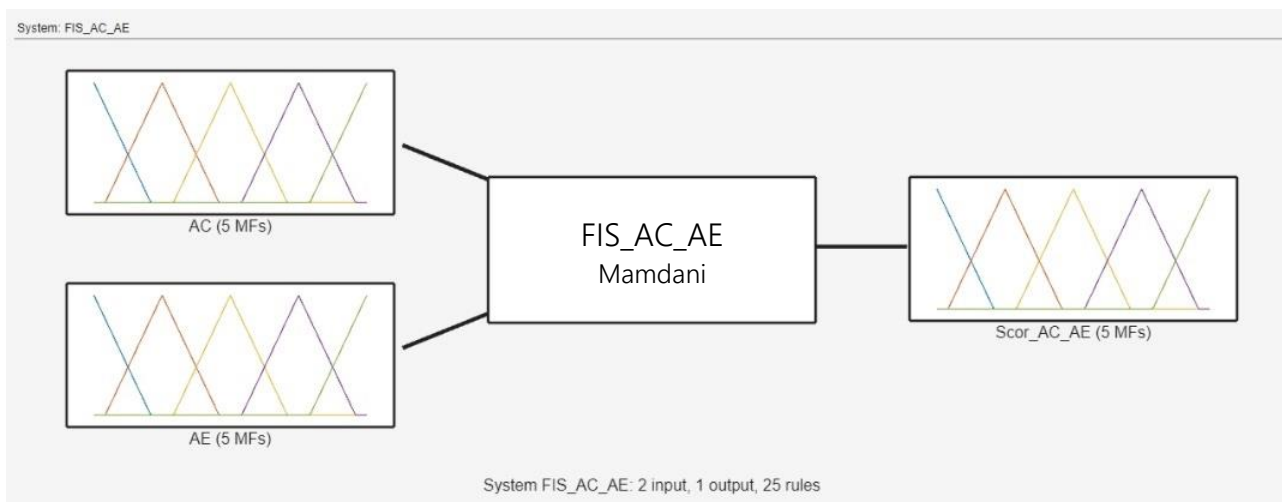 System: FIS_AC_AE
AC (5 MFs)
AE (5 MFs)
FIS_AC_AE
Mamdani
Scor_AC_AE (5 MFs)
System FIS_AC_AE: 2 input, 1 output, 25 rules